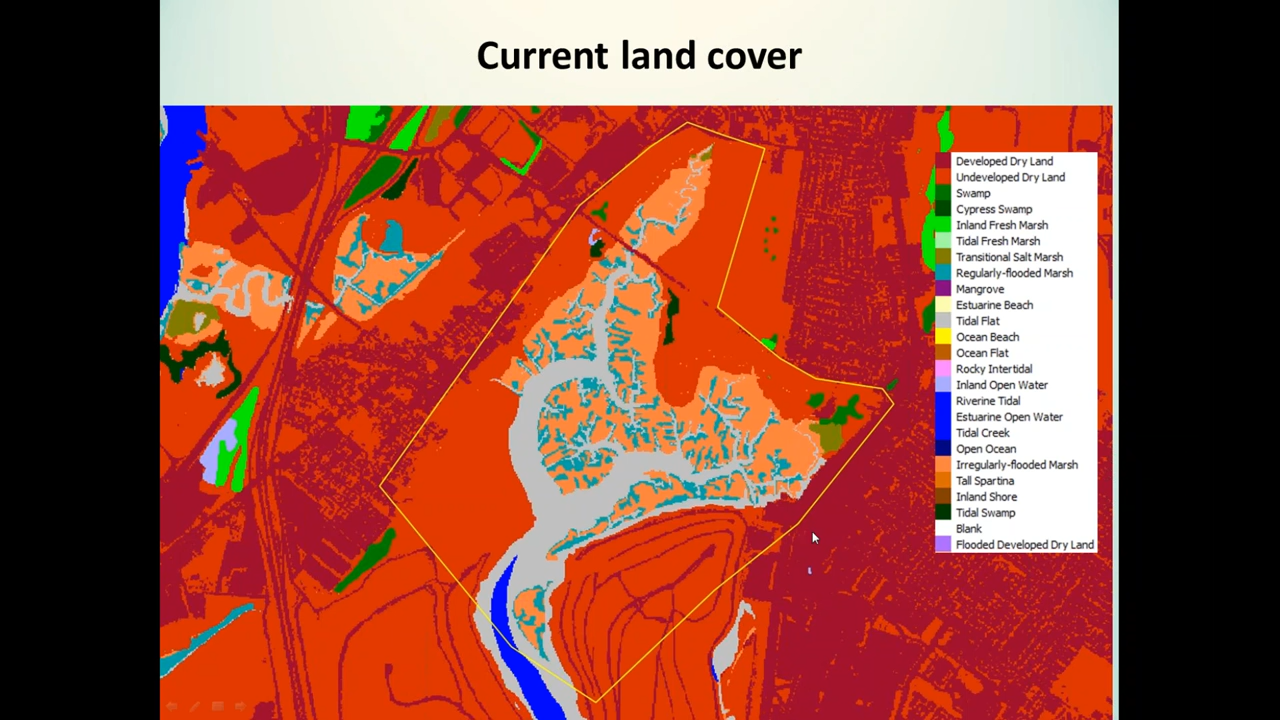 Current land cover
Developed Dry Land
Undeveloped Dry Land
Swamp
Cypress Swamp
Inland Fresh Marsh
Tidal Fresh Marsh
Transitional Salt Marsh
Regularly-flooded Marsh
Mangrove
Estuarine Beach
Tidal Flat
Ocean Beach
Ocean Flat
Rocky Intertidal
Inland Open Water
Riverine Tidal
Estuarine Open Water
Tidal Creek
Open Ocean
Irregularly-flooded Marsh
Tall Spartina
Inland Shore
Tidal Swamp
Blank
Flooded Developed Dry Land